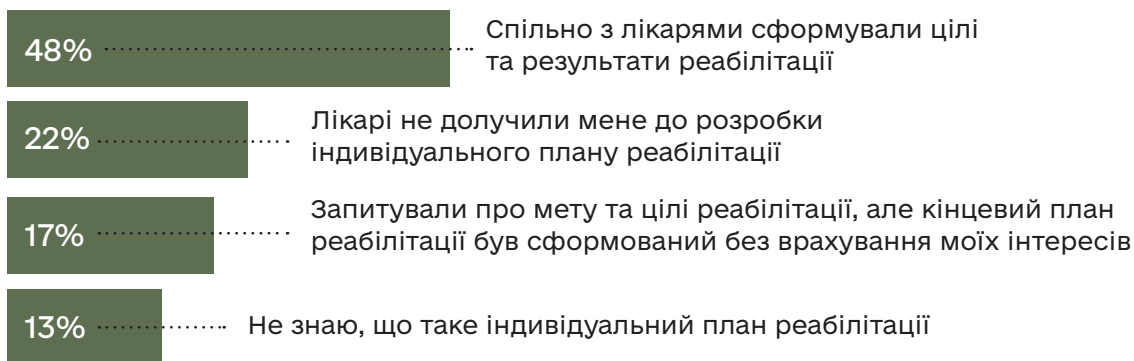 48%
Спільно з лікарями сформували цілі
та результати реабілітації
22%
Лікарі не долучили мене до розробки
індивідуального плану реабілітації
17%
Запитували про мету та цілі реабілітації, але кінцевий план
реабілітації був сформований без врахування моїх інтересів
13%
Не знаю, що таке індивідуальний план реабілітації